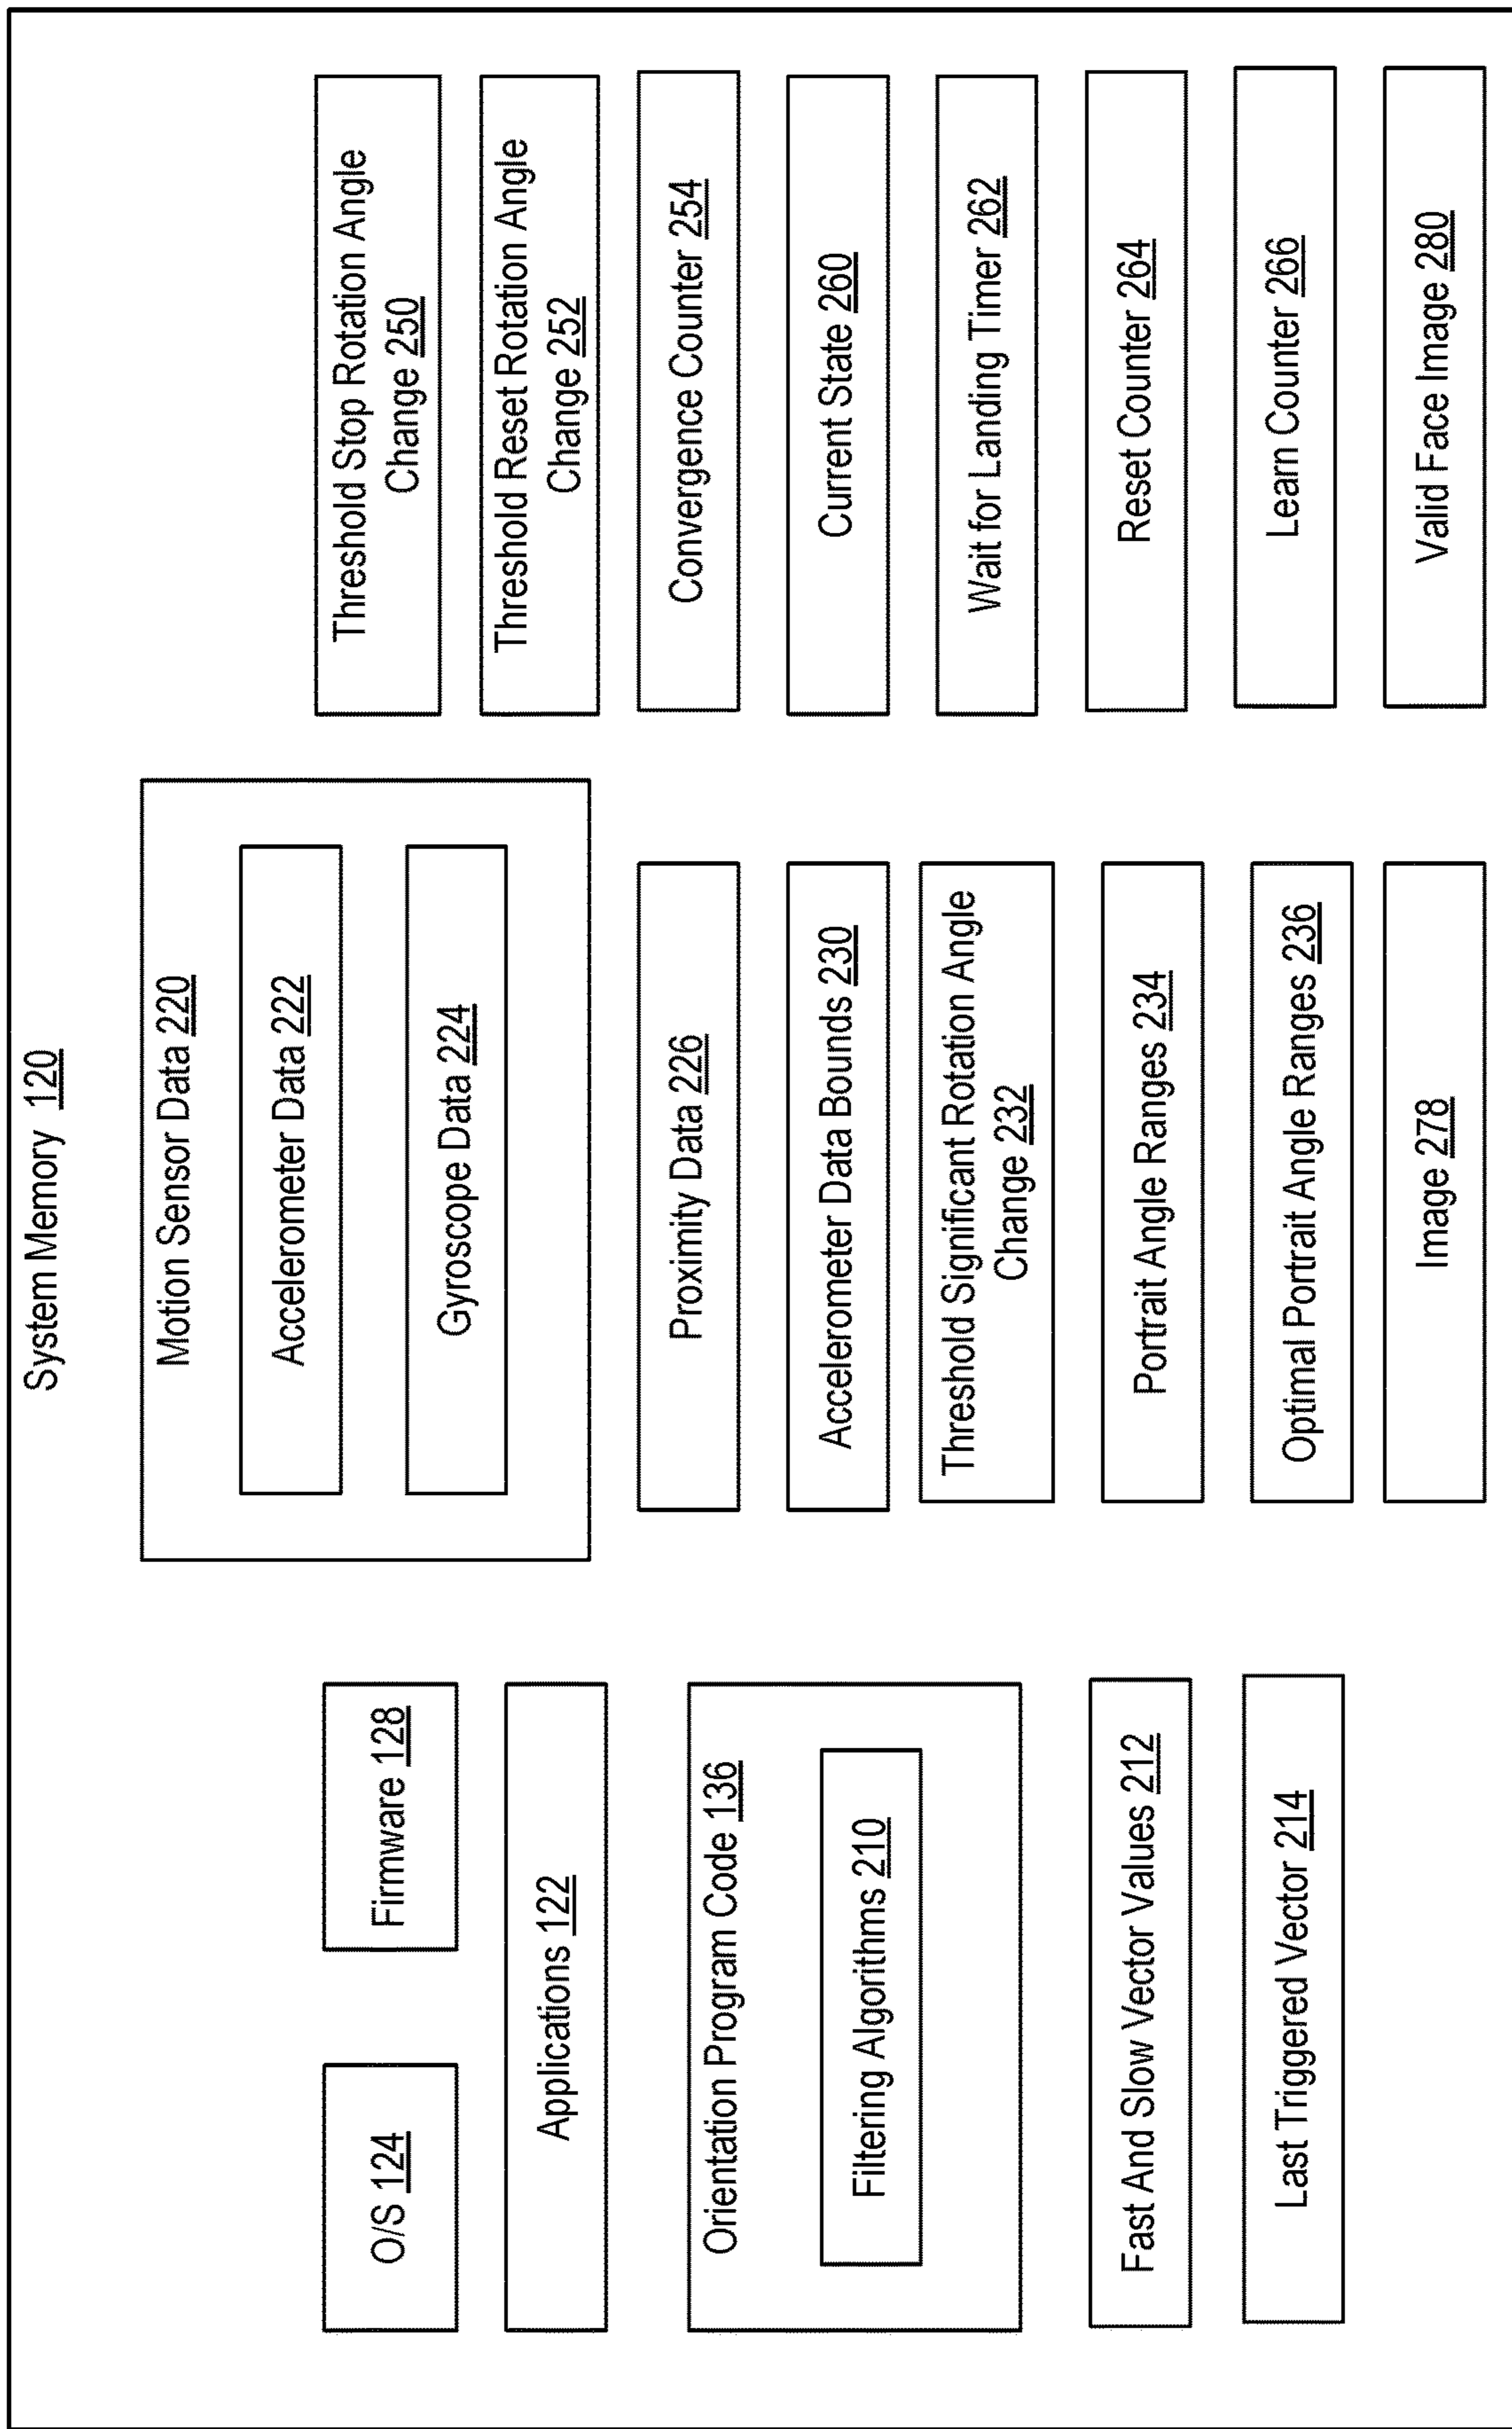 System Memory 120
O/S 124
Firmware 128
Applications 122
Orientation Program Code 136
Filtering Algorithms 210
Fast And Slow Vector Values 212
Last Triggered Vector 214
Motion Sensor Data 220
Accelerometer Data 222
Gyroscope Data 224
Proximity Data 226
Accelerometer Data Bounds 230
Threshold Significant Rotation Angle
Change 232
Portrait Angle Ranges 234
Optimal Portrait Angle Ranges 236
Image 278
Threshold Stop Rotation Angle
Change 250
Threshold Reset Rotation Angle
Change 252
Convergence Counter 254
Current State 260
Wait for Landing Timer 262
Reset Counter 264
Learn Counter 266
Valid Face Image 280